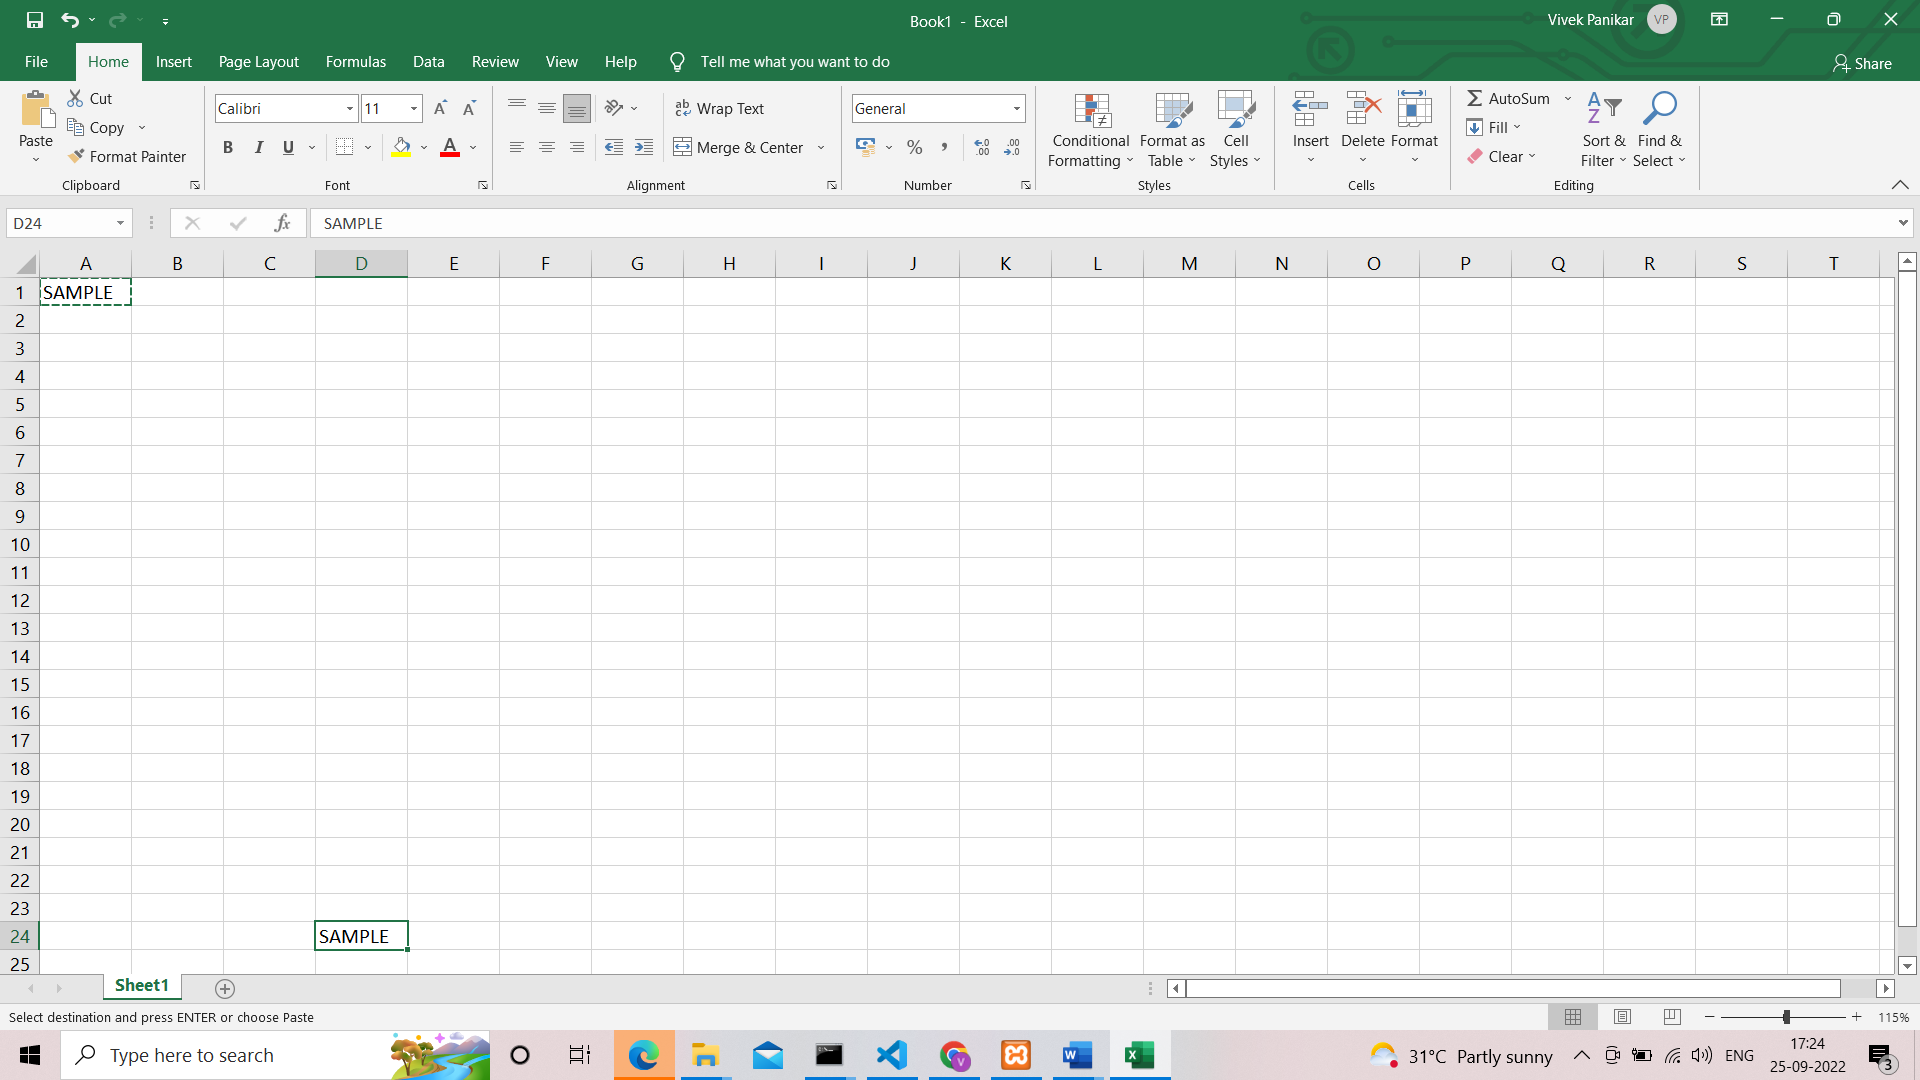 Book1 - Excel
Vivek Panikar VP
File Home Insert Page Layout Formulas Data Review View Help Tell me what you want to do Share
Cut
Copy
Format Painter
Paste
Clipboard
Calibri 11 A A
B I U A
Font
ab Wrap Text
Merge & Center
Alignment
General
% , .00 .00
Number
Conditional Formatting
Format as Table
Cell Styles
Styles
Insert Delete Format
Cells
AutoSum
Fill
Clear
Sort & Filter
Find & Select
Editing
D24 fx SAMPLE
A B C D E F G H I J K L M N O P Q R S T
1 SAMPLE
2
3
4
5
6
7
8
9
10
11
12
13
14
15
16
17
18
19
20
21
22
23
24 SAMPLE
25
Sheet1
Select destination and press ENTER or choose Paste
115%
Type here to search
31°C Partly sunny
ENG
17:24
25-09-2022
3